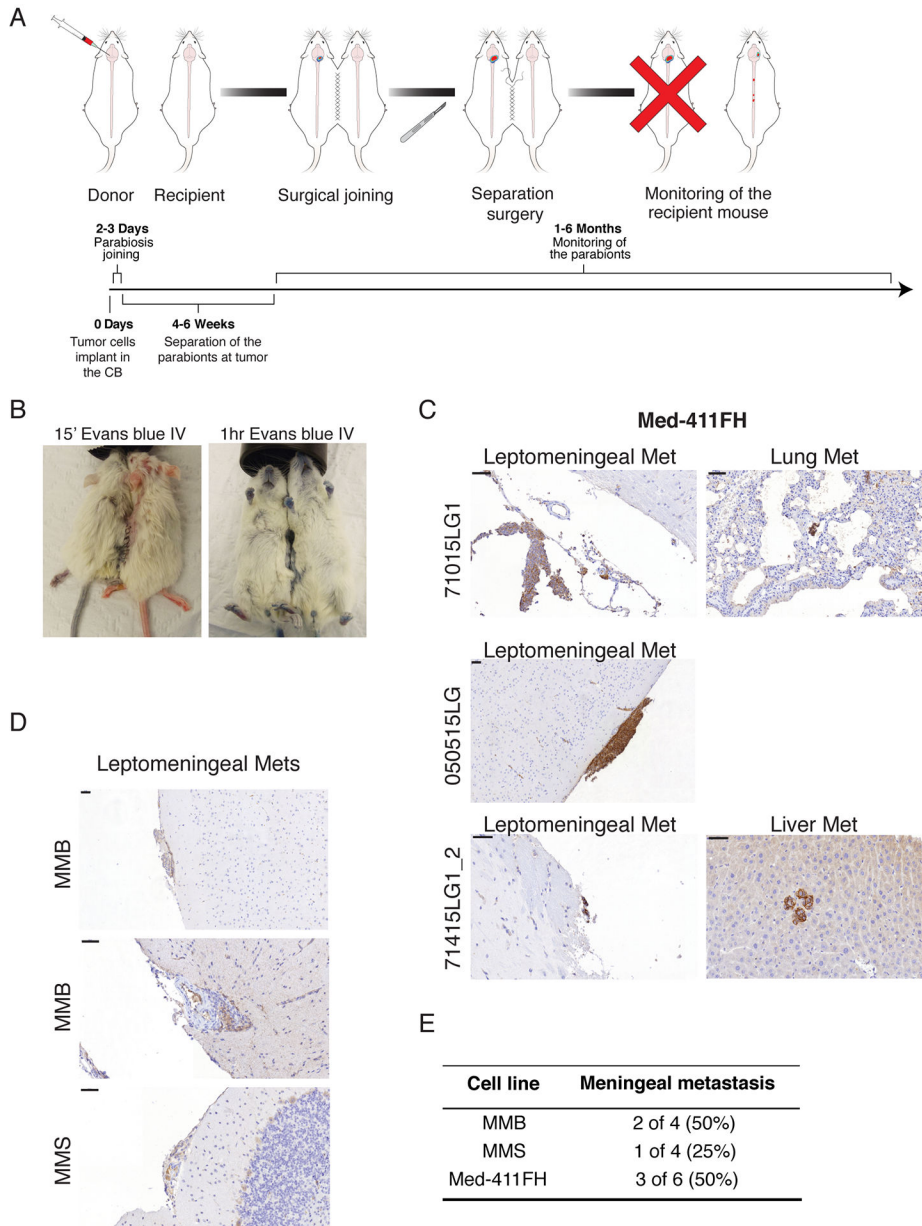 A
Donor
Recipient
Surgical joining
Separation
surgery
Monitoring of the
recipient mouse
2-3 Days
Parabiosis
joining
1-6 Months
Monitoring of
the parabionts
0 Days
Tumor cells
implant in
the CB
4-6 Weeks
Separation of the
parabionts at tumor
B
15’ Evans blue IV
1hr Evans blue IV
C
Med-411FH
Leptomeningeal Met
Lung Met
71015LG1
Leptomeningeal Met
050515LG
Leptomeningeal Met
Liver Met
71415LG1_2
D
Leptomeningeal Mets
MMB
MMB
MMS
E
Cell line Meningeal metastasis
MMB 2 of 4 (50%)
MMS 1 of 4 (25%)
Med-411FH 3 of 6 (50%)